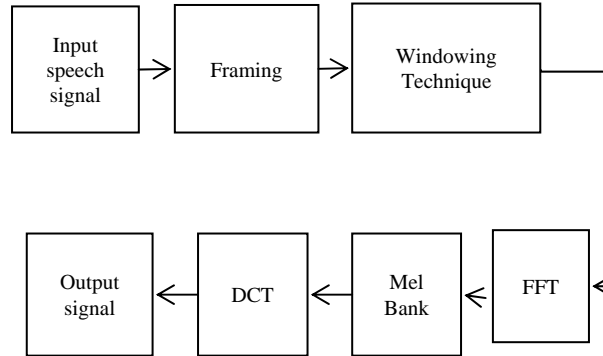 Input
speech
signal
Framing
Windowing
Technique
Output
signal
DCT
Mel
Bank
FFT